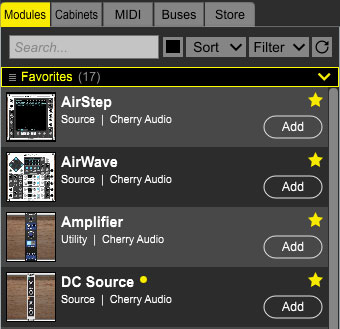 Modules Cabinets MIDI Buses Store
Search... Sort Filter
Favorites (17)
AirStep
Source | Cherry Audio
Add
AirWave
Source | Cherry Audio
Add
Amplifier
Utility | Cherry Audio
Add
DC Source
Source | Cherry Audio
Add